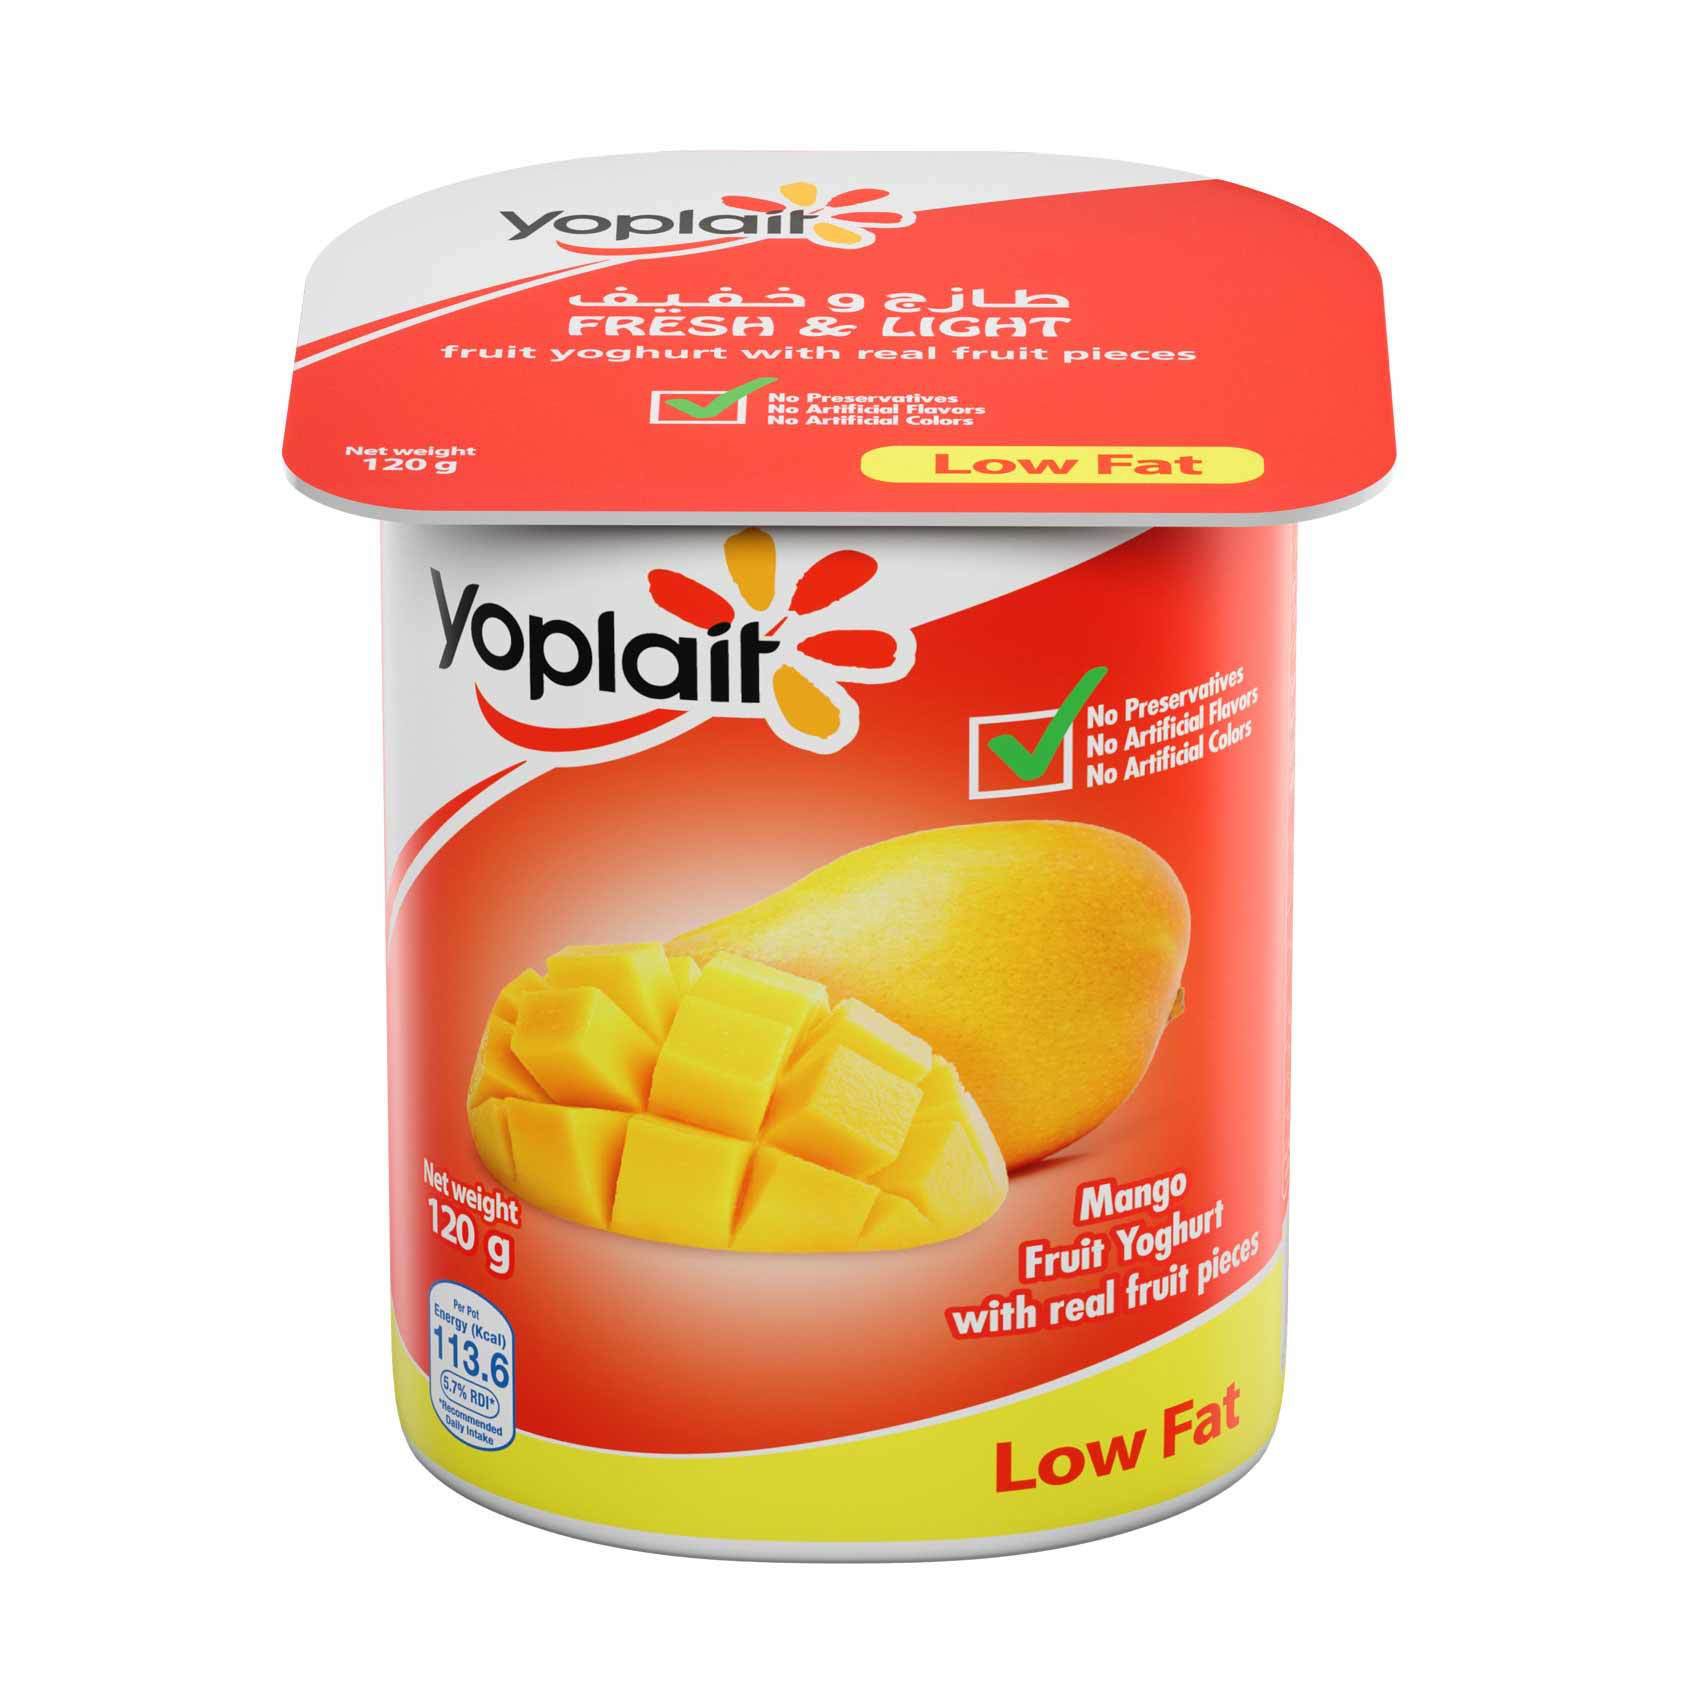 Yoplait
طازج و خفيف
FRESH & LIGHT
fruit yoghurt with real fruit pieces
No Preservatives
No Artificial Flavors
No Artificial Colors
Net weight
120 g
Low Fat
Yoplait
No Preservatives
No Artificial Flavors
No Artificial Colors
Net weight
120 g
Mango
Fruit Yoghurt
with real fruit pieces
Per Pot
Energy (Kcal)
113.6
5.7% RDI*
*Recommended
Daily Intake
Low Fat